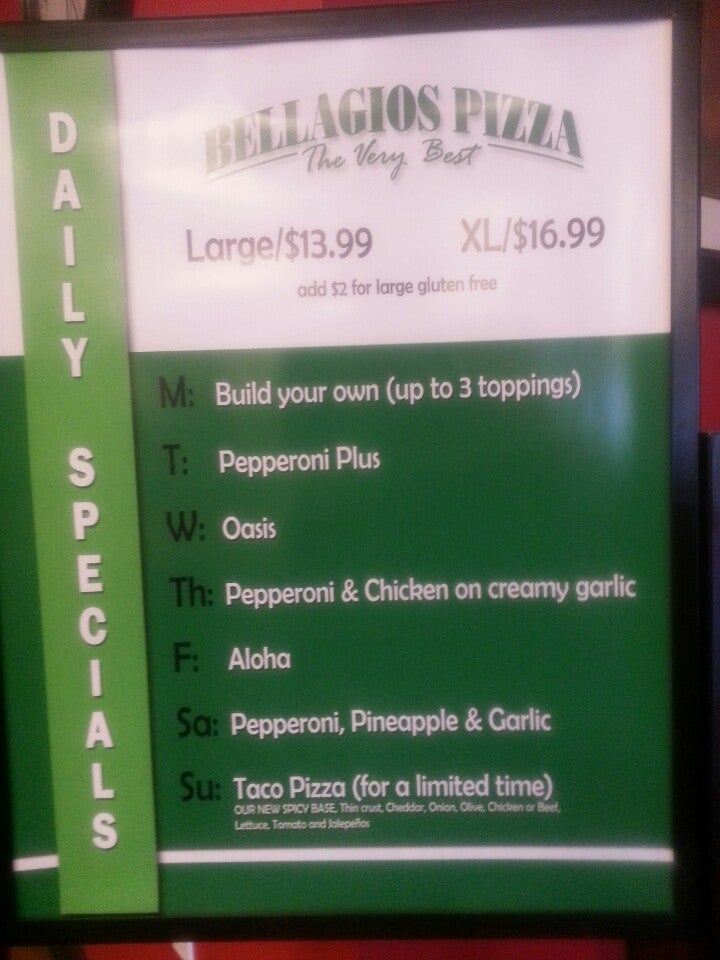 DAILY SPECIALS
BELLAGIOS PIZZA
The Very Best
Large/$13.99 XL/$16.99
add $2 for large gluten free
M: Build your own (up to 3 toppings)
T: Pepperoni Plus
W: Oasis
Th: Pepperoni & Chicken on creamy garlic
F: Aloha
Sa: Pepperoni, Pineapple & Garlic
Su: Taco Pizza (for a limited time)
OUR NEW SPICY BASE, Thin crust, Cheddar, Onion, Olive, Chicken or Beef,
Lettuce, Tomato and Jalepeños